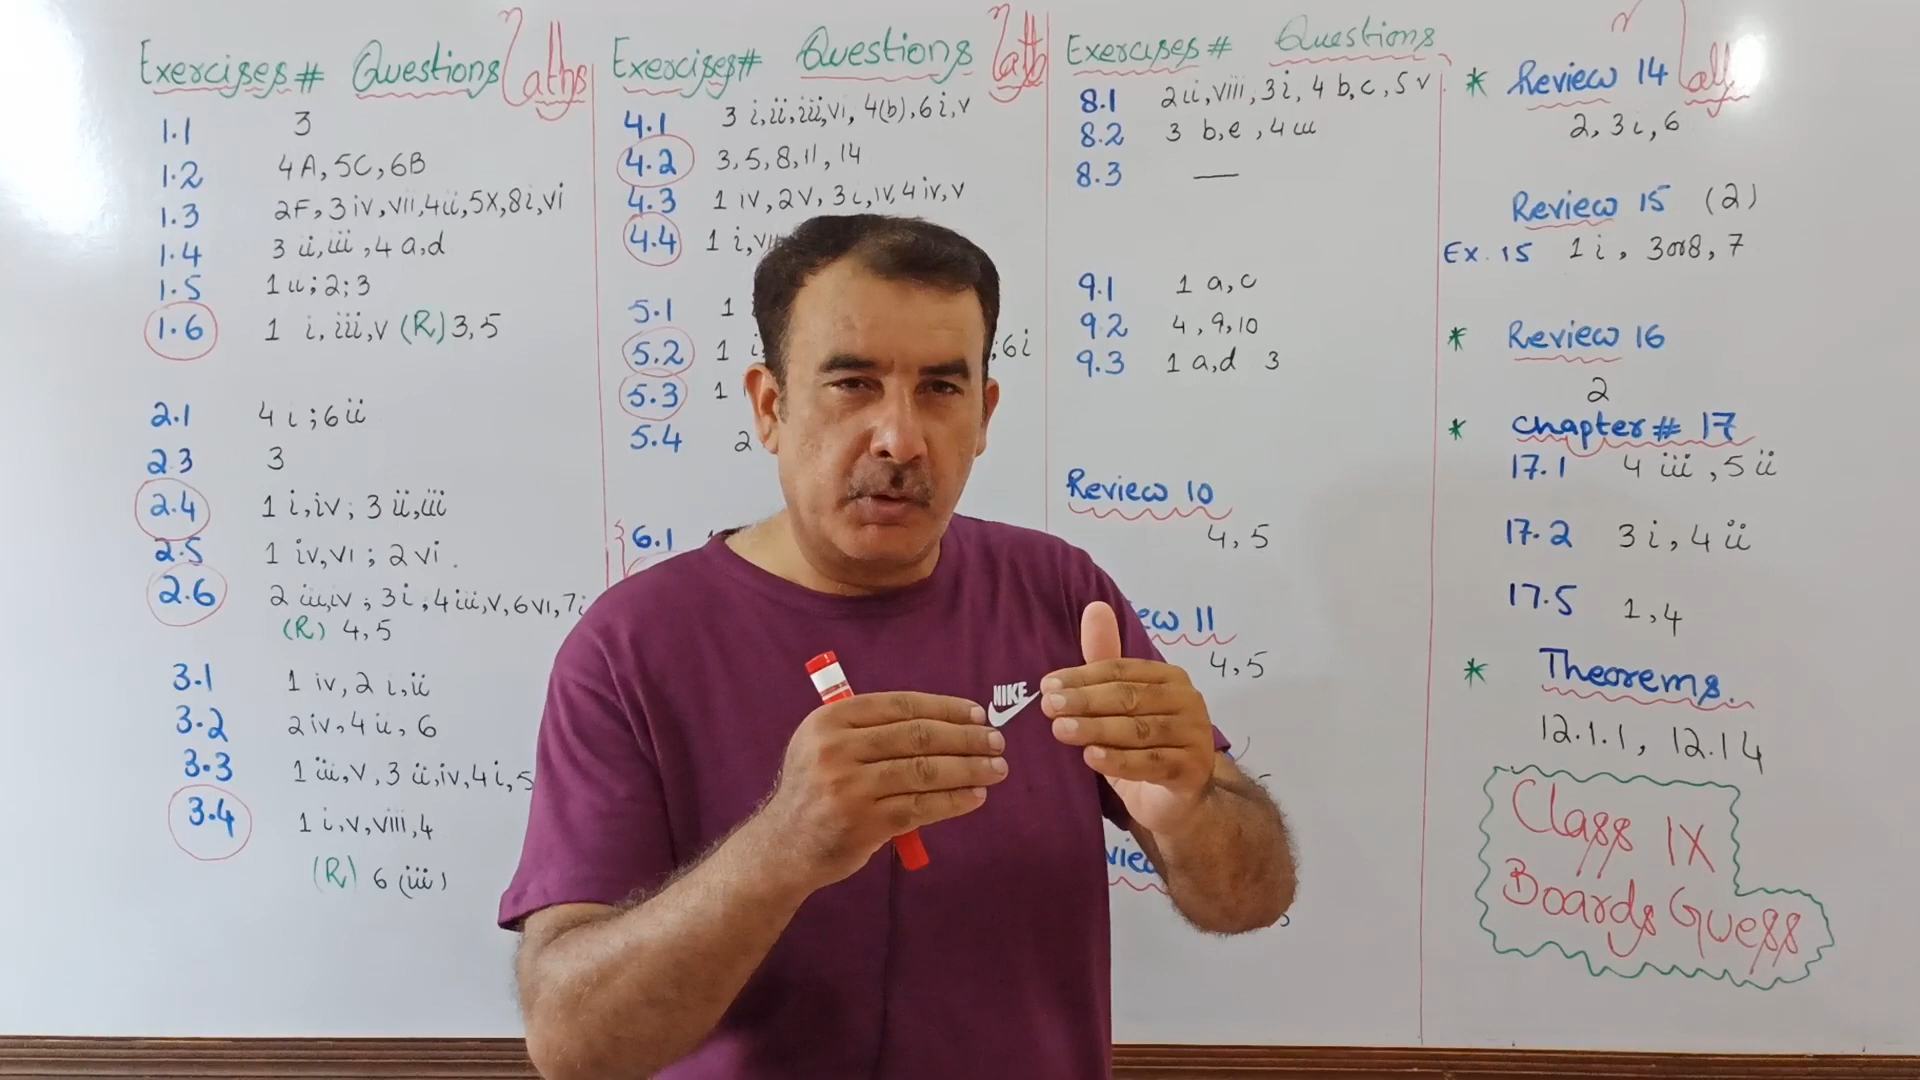 Exercises # Questions Maths
1.1 3
1.2 4A, 5C, 6B
1.3 2F, 3iv, vii, 4ii, 5X, 8i, vi
1.4 3 ii, iii, 4 a,d
1.5 1 ii; 2; 3
1.6 1 i, iii, v (R) 3, 5
2.1 4 i ; 6 ii
2.3 3
2.4 1 i, iv; 3 ii, iii
2.5 1 iv, vi ; 2 vi.
2.6 2 iii, iv ; 3 i, 4 iii, v, 6 vi, 7i
(R) 4, 5
3.1 1 iv, 2 i, ii
3.2 2 iv, 4 ii, 6
3.3 1 iii, v, 3 ii, iv, 4 i, 5
3.4 1 i, v, viii, 4
(R) 6 (iii)
Exercises# Questions Math
4.1 3 i, ii, iii, vi, 4(b), 6 i, v
4.2 3, 5, 8, 11, 14
4.3 1 iv, 2v, 3 i, iv, 4 iv, v
4.4 1 i,
5.1 1
5.2 1 ; 6i
5.3 1
5.4 2
6.1
Exercises # Questions
8.1 2 ii, viii, 3 i, 4 b, c, 5 v
8.2 3 b, e, 4 iii
8.3 —
9.1 1 a, c
9.2 4, 9, 10
9.3 1 a, d 3
Review 10
4, 5
ew 11
4, 5
* Review 14
2, 3i, 6
Review 15 (2)
Ex. 15 1 i, 3 or 8, 7
* Review 16
2
* Chapter # 17
17.1 4 iii, 5 ii
17.2 3 i, 4 ii
17.5 1, 4
* Theorems.
12.1.1, 12.1 4
Class IX
Boards Guess
NIKE